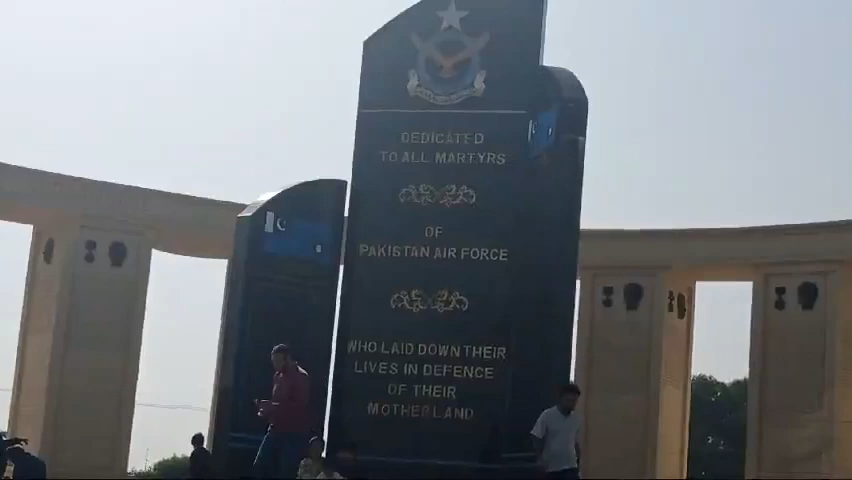 DEDICATED
TO ALL MARTYRS
OF
PAKISTAN AIR FORCE
WHO LAID DOWN THEIR
LIVES IN DEFENCE
OF THEIR
MOTHERLAND